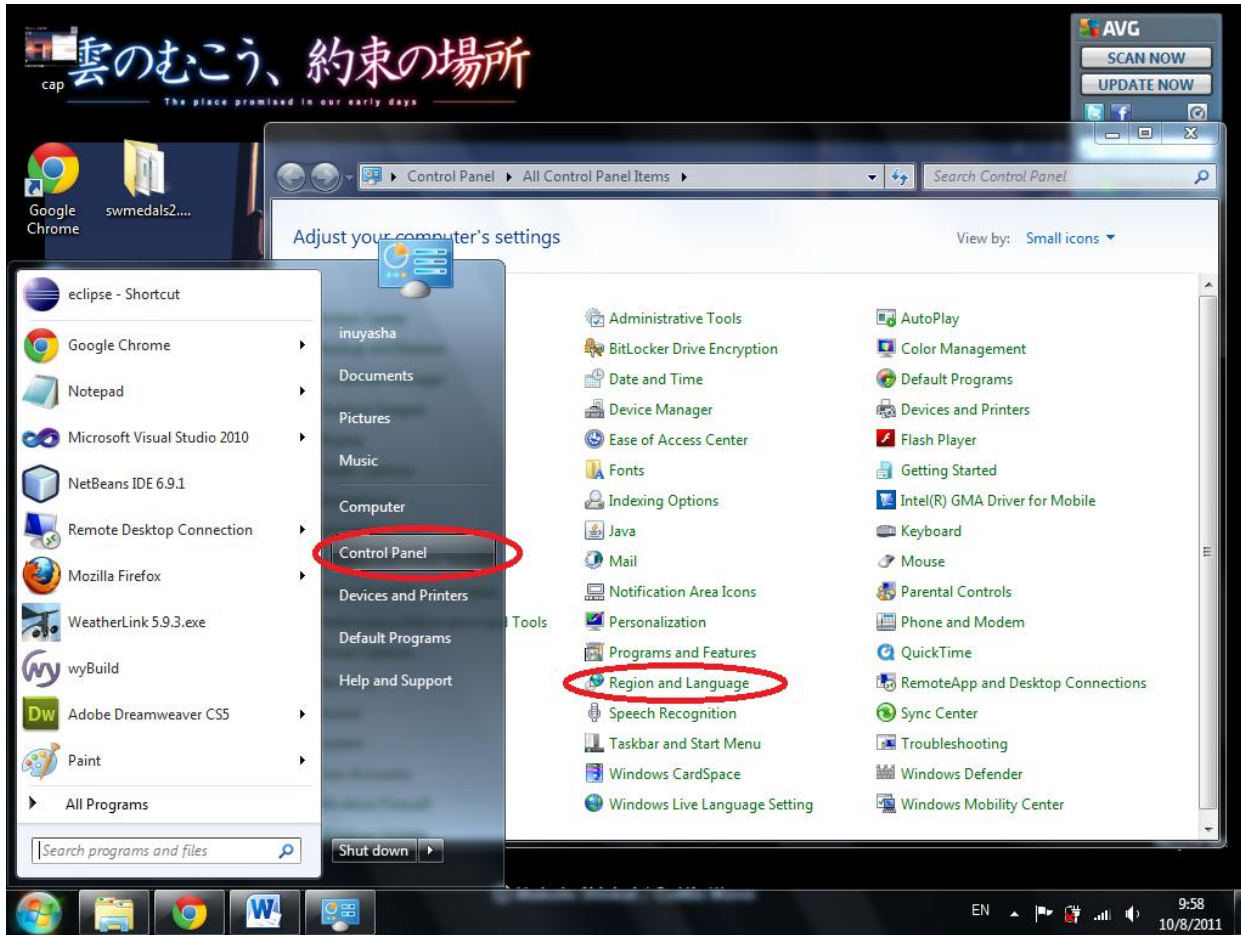 cap
雲のむこう、約束の場所
The place promised in our early days
AVG
SCAN NOW
UPDATE NOW
Google Chrome
swmedals2....
Control Panel
All Control Panel Items
Search Control Panel
Adjust your computer's settings
View by: Small icons
eclipse - Shortcut
Google Chrome
Notepad
Microsoft Visual Studio 2010
NetBeans IDE 6.9.1
Remote Desktop Connection
Mozilla Firefox
WeatherLink 5.9.3.exe
wyBuild
Dw
Adobe Dreamweaver CS5
Paint
All Programs
Search programs and files
inuyasha
Documents
Pictures
Music
Computer
Control Panel
Devices and Printers
Default Programs
Help and Support
Shut down
Tools
Administrative Tools
BitLocker Drive Encryption
Date and Time
Device Manager
Ease of Access Center
Fonts
Indexing Options
Java
Mail
Notification Area Icons
Personalization
Programs and Features
Region and Language
Speech Recognition
Taskbar and Start Menu
Windows CardSpace
Windows Live Language Setting
AutoPlay
Color Management
Default Programs
Devices and Printers
Flash Player
Getting Started
Intel(R) GMA Driver for Mobile
Keyboard
Mouse
Parental Controls
Phone and Modem
QuickTime
RemoteApp and Desktop Connections
Sync Center
Troubleshooting
Windows Defender
Windows Mobility Center
EN
9:58
10/8/2011